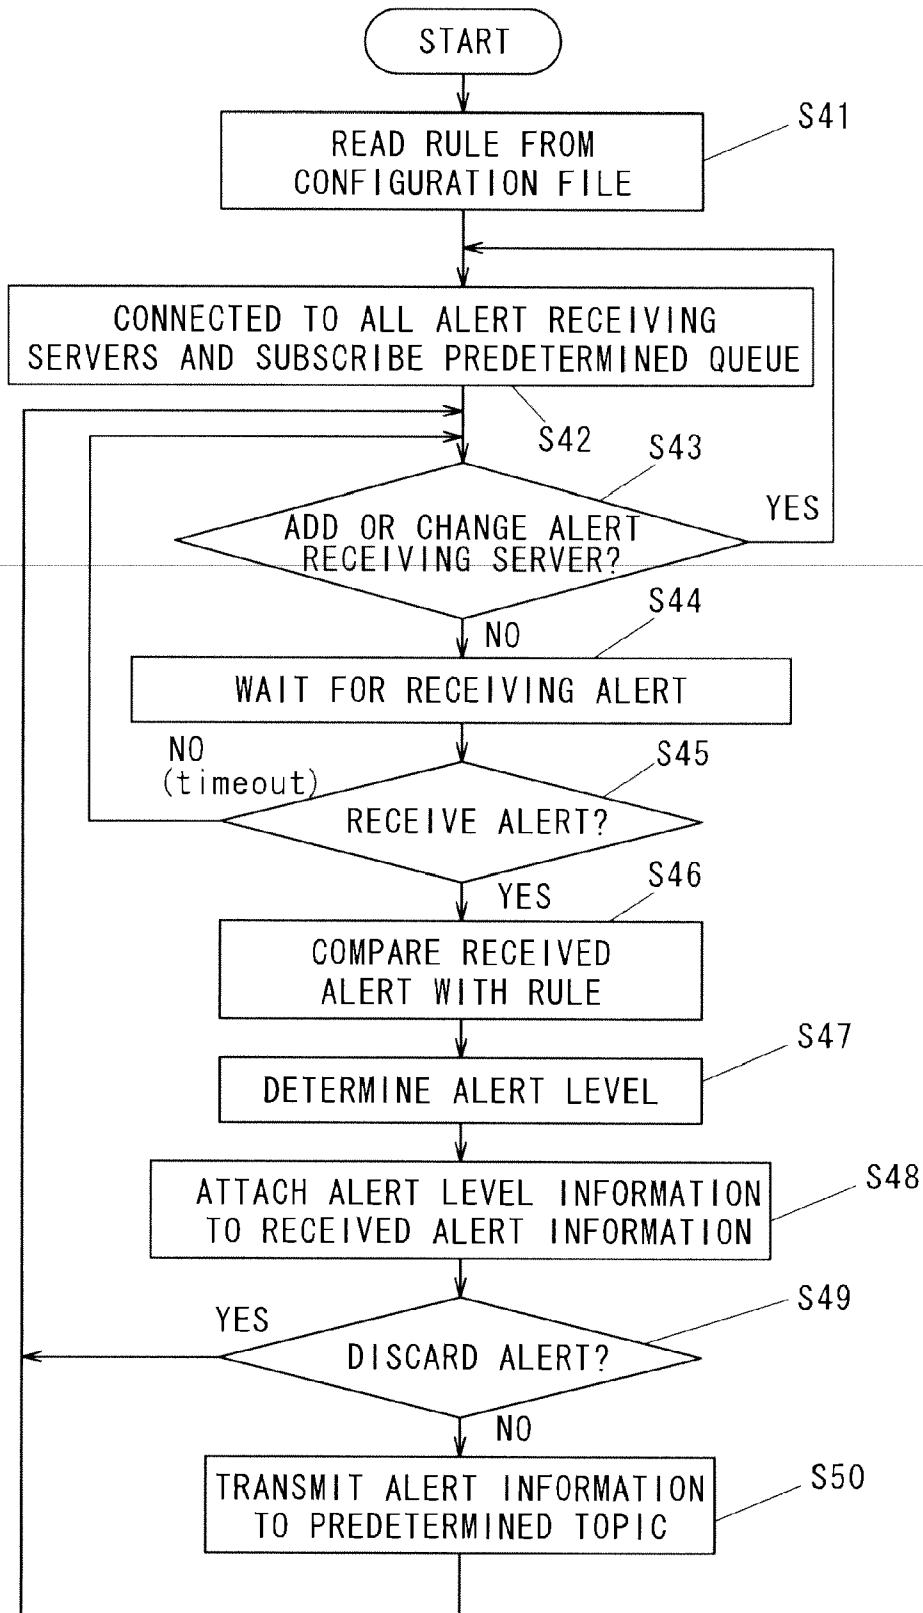 START
S41
READ RULE FROM
CONFIGURATION FILE
CONNECTED TO ALL ALERT RECEIVING
SERVERS AND SUBSCRIBE PREDETERMINED QUEUE
S42
S43
YES
ADD OR CHANGE ALERT
RECEIVING SERVER?
S44
NO
WAIT FOR RECEIVING ALERT
NO
(timeout)
S45
RECEIVE ALERT?
S46
YES
COMPARE RECEIVED
ALERT WITH RULE
S47
DETERMINE ALERT LEVEL
S48
ATTACH ALERT LEVEL INFORMATION
TO RECEIVED ALERT INFORMATION
S49
YES
DISCARD ALERT?
NO
S50
TRANSMIT ALERT INFORMATION
TO PREDETERMINED TOPIC